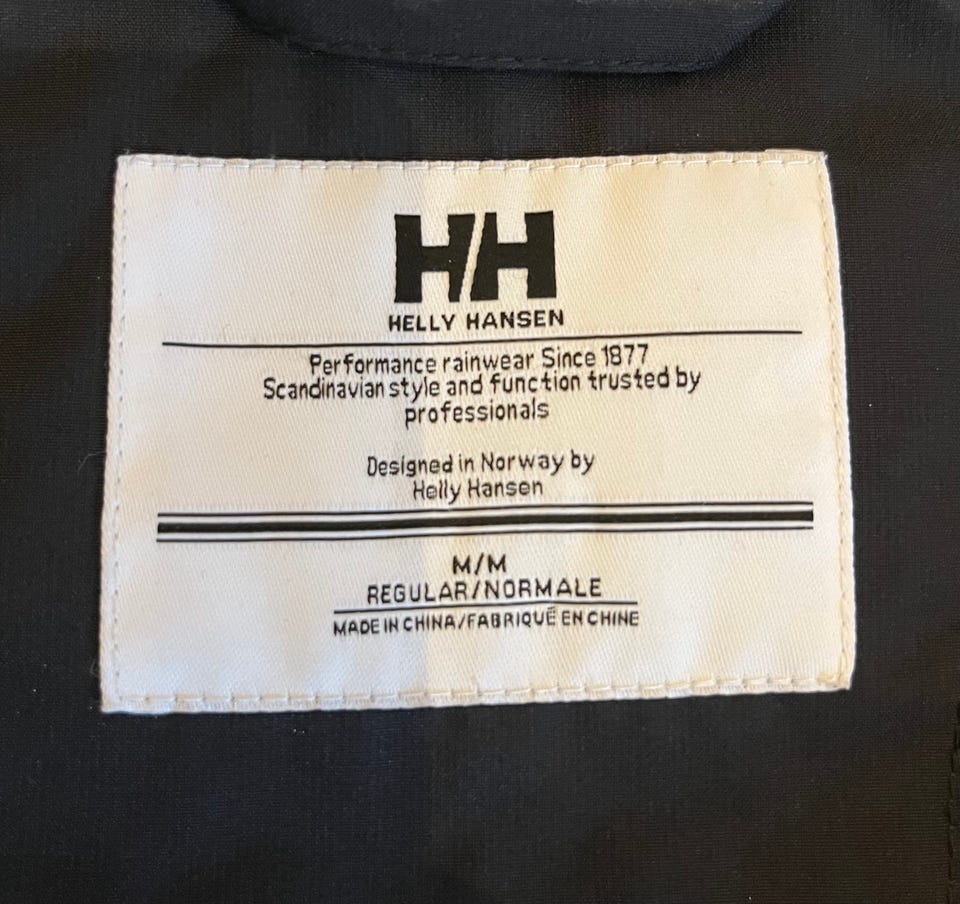 HH
HELLY HANSEN
Performance rainwear Since 1877
Scandinavian style and function trusted by
professionals
Designed in Norway by
Helly Hansen
M/M
REGULAR/NORMALE
MADE IN CHINA/FABRIQUÉ EN CHINE